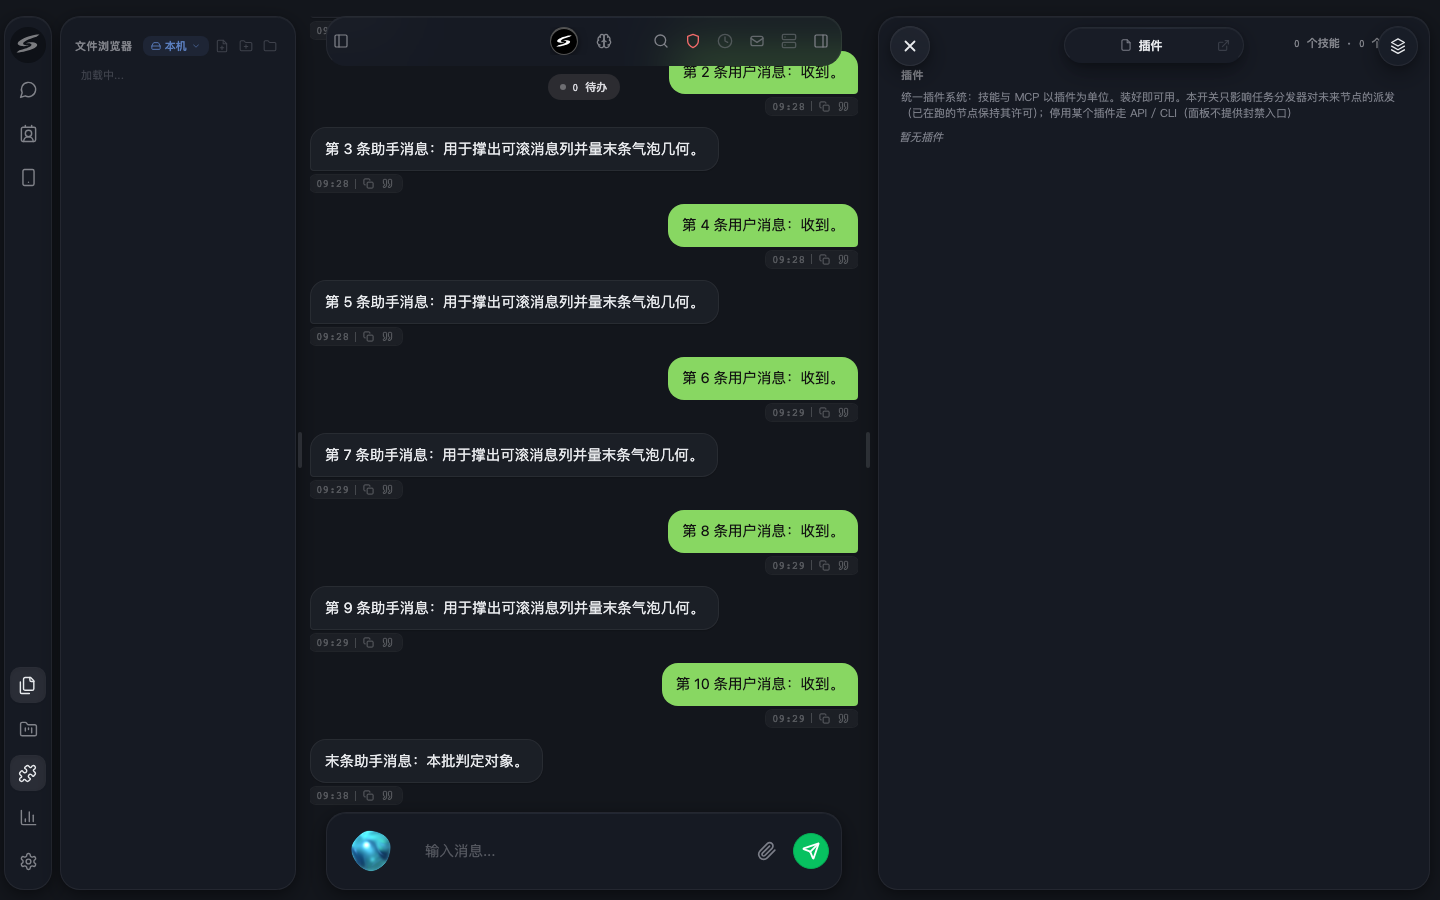 文件浏览器
本机
加载中...
09
0 待办
第 2 条用户消息：收到。
09:28
第 3 条助手消息：用于撑出可滚消息列并量末条气泡几何。
09:28
第 4 条用户消息：收到。
09:28
第 5 条助手消息：用于撑出可滚消息列并量末条气泡几何。
09:28
第 6 条用户消息：收到。
09:29
第 7 条助手消息：用于撑出可滚消息列并量末条气泡几何。
09:29
第 8 条用户消息：收到。
09:29
第 9 条助手消息：用于撑出可滚消息列并量末条气泡几何。
09:29
第 10 条用户消息：收到。
09:29
末条助手消息：本批判定对象。
09:38
输入消息...
插件
0 个技能 · 0 个
插件
统一插件系统：技能与 MCP 以插件为单位。装好即可用。本开关只影响任务分发器对未来节点的派发
（已在跑的节点保持其许可）；停用某个插件走 API / CLI（面板不提供封禁入口）
暂无插件